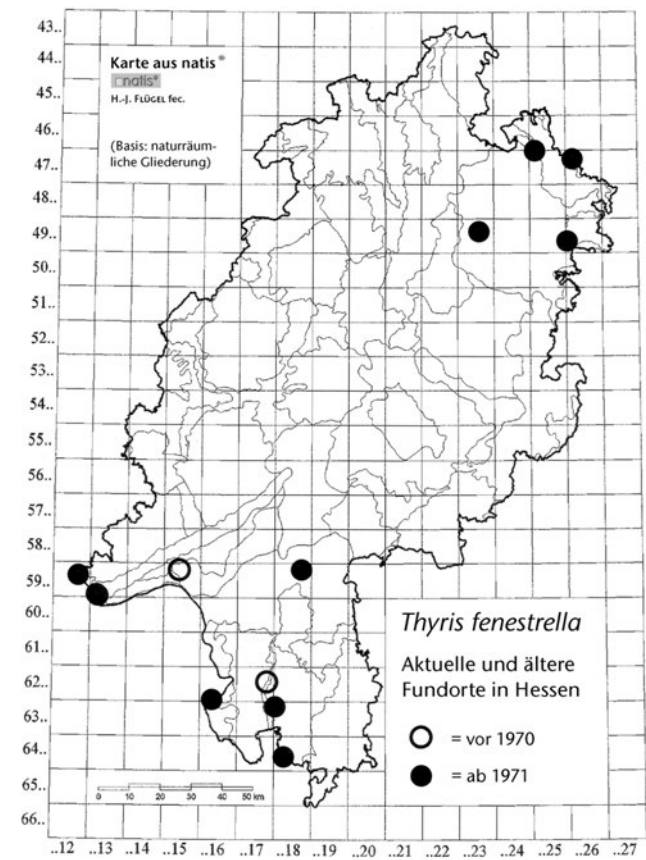 43..
44..
45..
46..
47..
48..
49..
50..
51..
52..
53..
54..
55..
56..
57..
58..
59..
60..
61..
62..
63..
64..
65..
66..
Karte aus natis®
natis®
H.-J. FLÜGEL fec.
(Basis: naturräum-
liche Gliederung)
Thyris fenestrella
Aktuelle und ältere
Fundorte in Hessen
= vor 1970
= ab 1971
0 10 20 30 40 50 km
..12 ..13 ..14 ..15 ..16 ..17 ..18 ..19 ..20 ..21 ..22 ..23 ..24 ..25 ..26 ..27